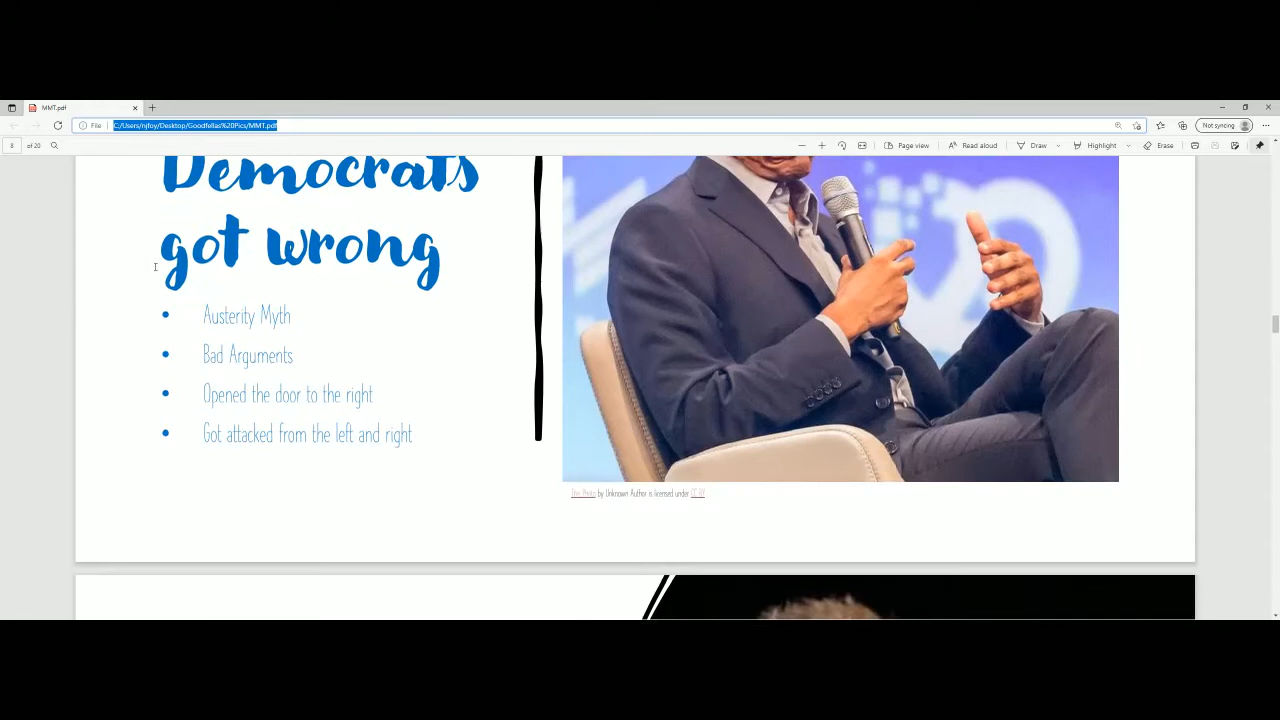 MMT.pdf
File
C:/Users/njfoy/Desktop/Goodfellas%20Pics/MMT.pdf
Not syncing
8
of 20
Page view
Read aloud
Draw
Highlight
Erase
Democrats
got wrong
• Austerity Myth
• Bad Arguments
• Opened the door to the right
• Got attacked from the left and right
This Photo by Unknown Author is licensed under CC BY